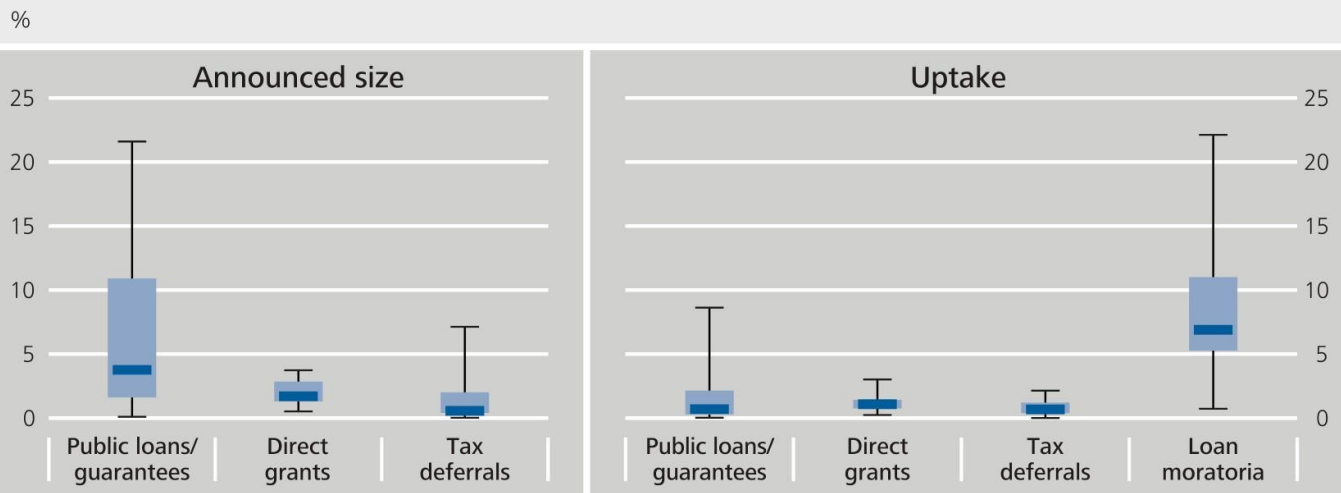 %
Announced size
25
20
15
10
5
0
Public loans/
guarantees
Direct
grants
Tax
deferrals
Uptake
25
20
15
10
5
0
Public loans/
guarantees
Direct
grants
Tax
deferrals
Loan
moratoria